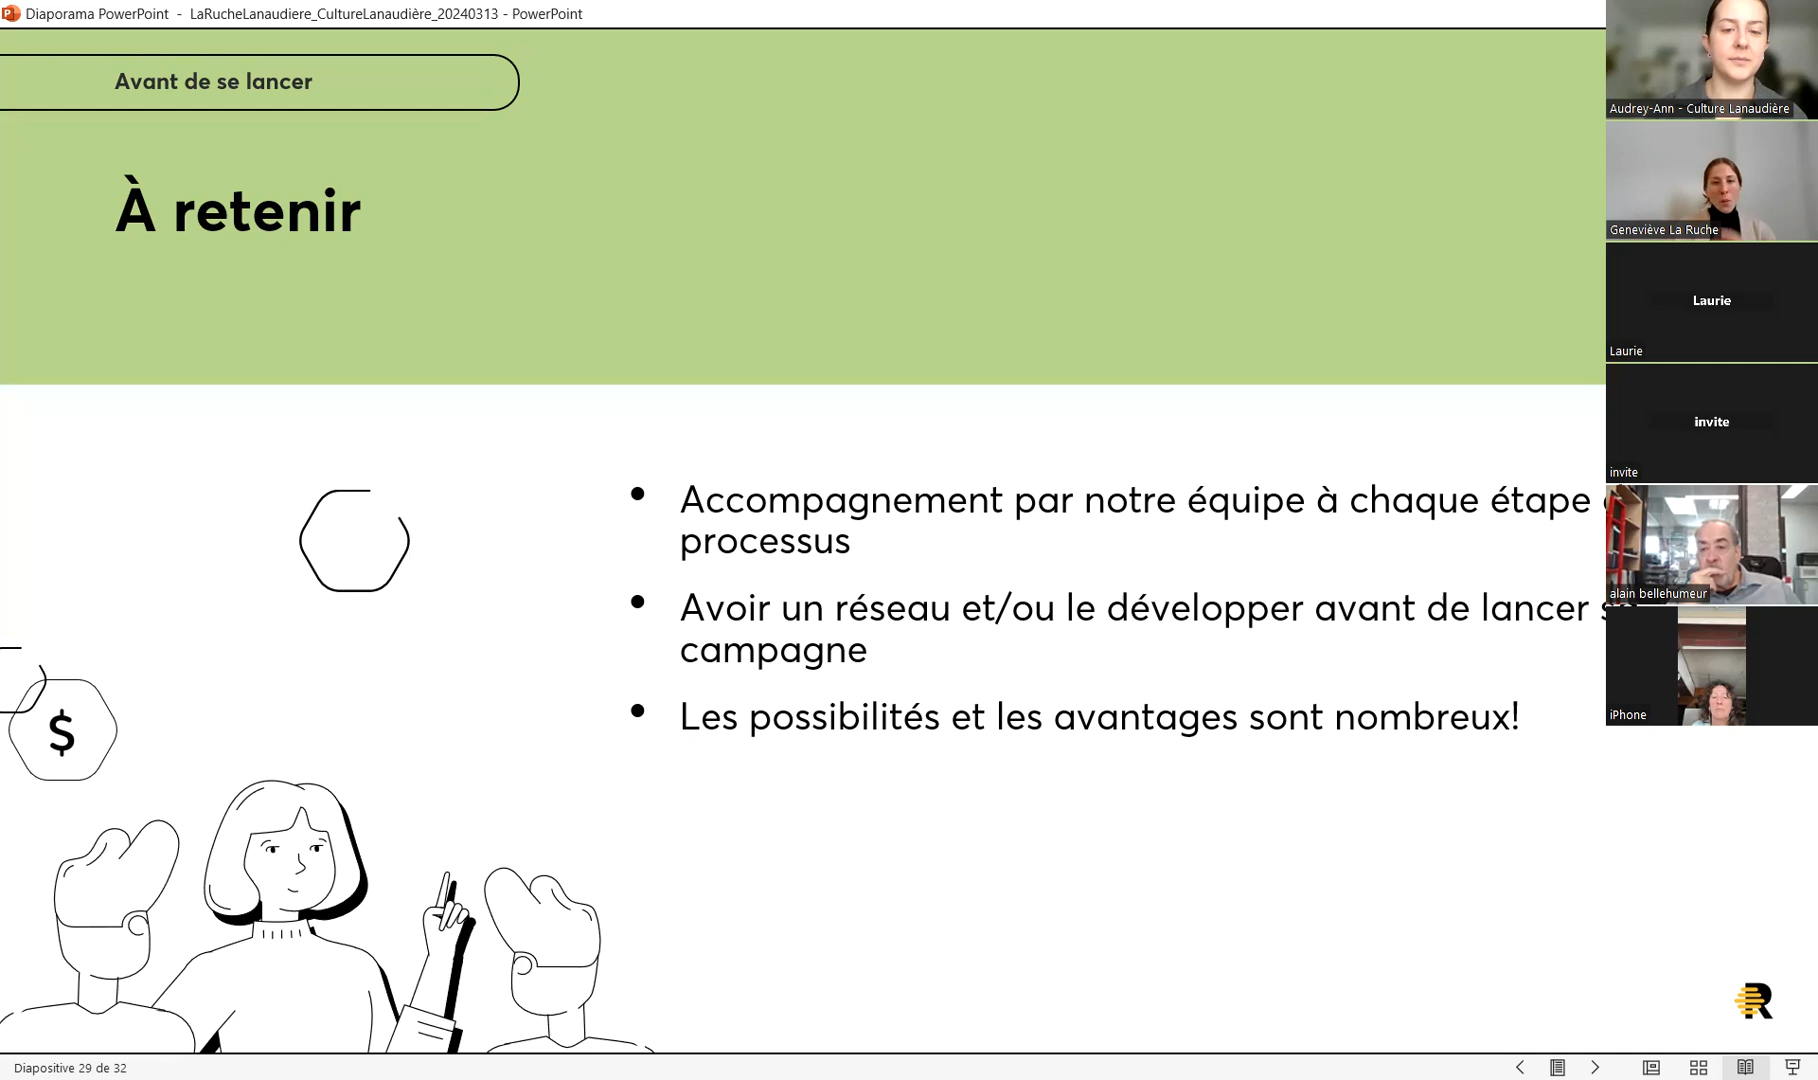 Diaporama PowerPoint - LaRucheLanaudiere_CultureLanaudière_20240313 - PowerPoint
Avant de se lancer
À retenir
Accompagnement par notre équipe à chaque étape
processus
Avoir un réseau et/ou le développer avant de lancer
campagne
Les possibilités et les avantages sont nombreux!
$
Audrey-Ann - Culture Lanaudière
Geneviève La Ruche
Laurie
Laurie
invite
invite
alain bellehumeur
iPhone
R
Diapositive 29 de 32